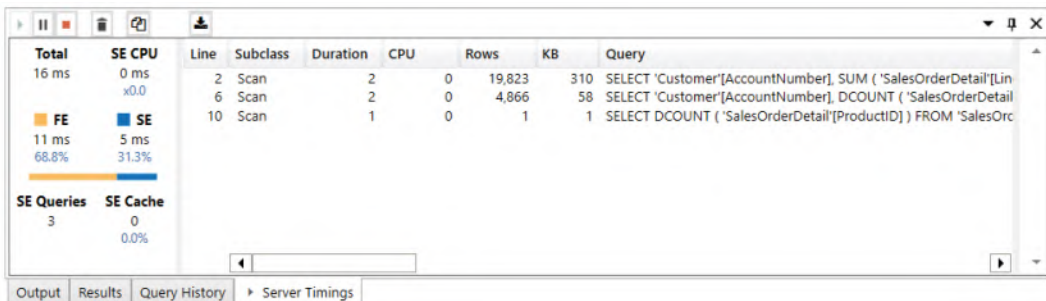 Total SE CPU
16 ms 0 ms
x0.0
FE SE
11 ms 5 ms
68.8% 31.3%
SE Queries SE Cache
3 0
0.0%
Line Subclass Duration CPU Rows KB Query
2 Scan 2 0 19,823 310 SELECT 'Customer'[AccountNumber], SUM ( 'SalesOrderDetail'[Lin
6 Scan 2 0 4,866 58 SELECT 'Customer'[AccountNumber], DCOUNT ( 'SalesOrderDetail
10 Scan 1 0 1 1 SELECT DCOUNT ( 'SalesOrderDetail'[ProductID] ) FROM 'SalesOrd
Output Results Query History Server Timings